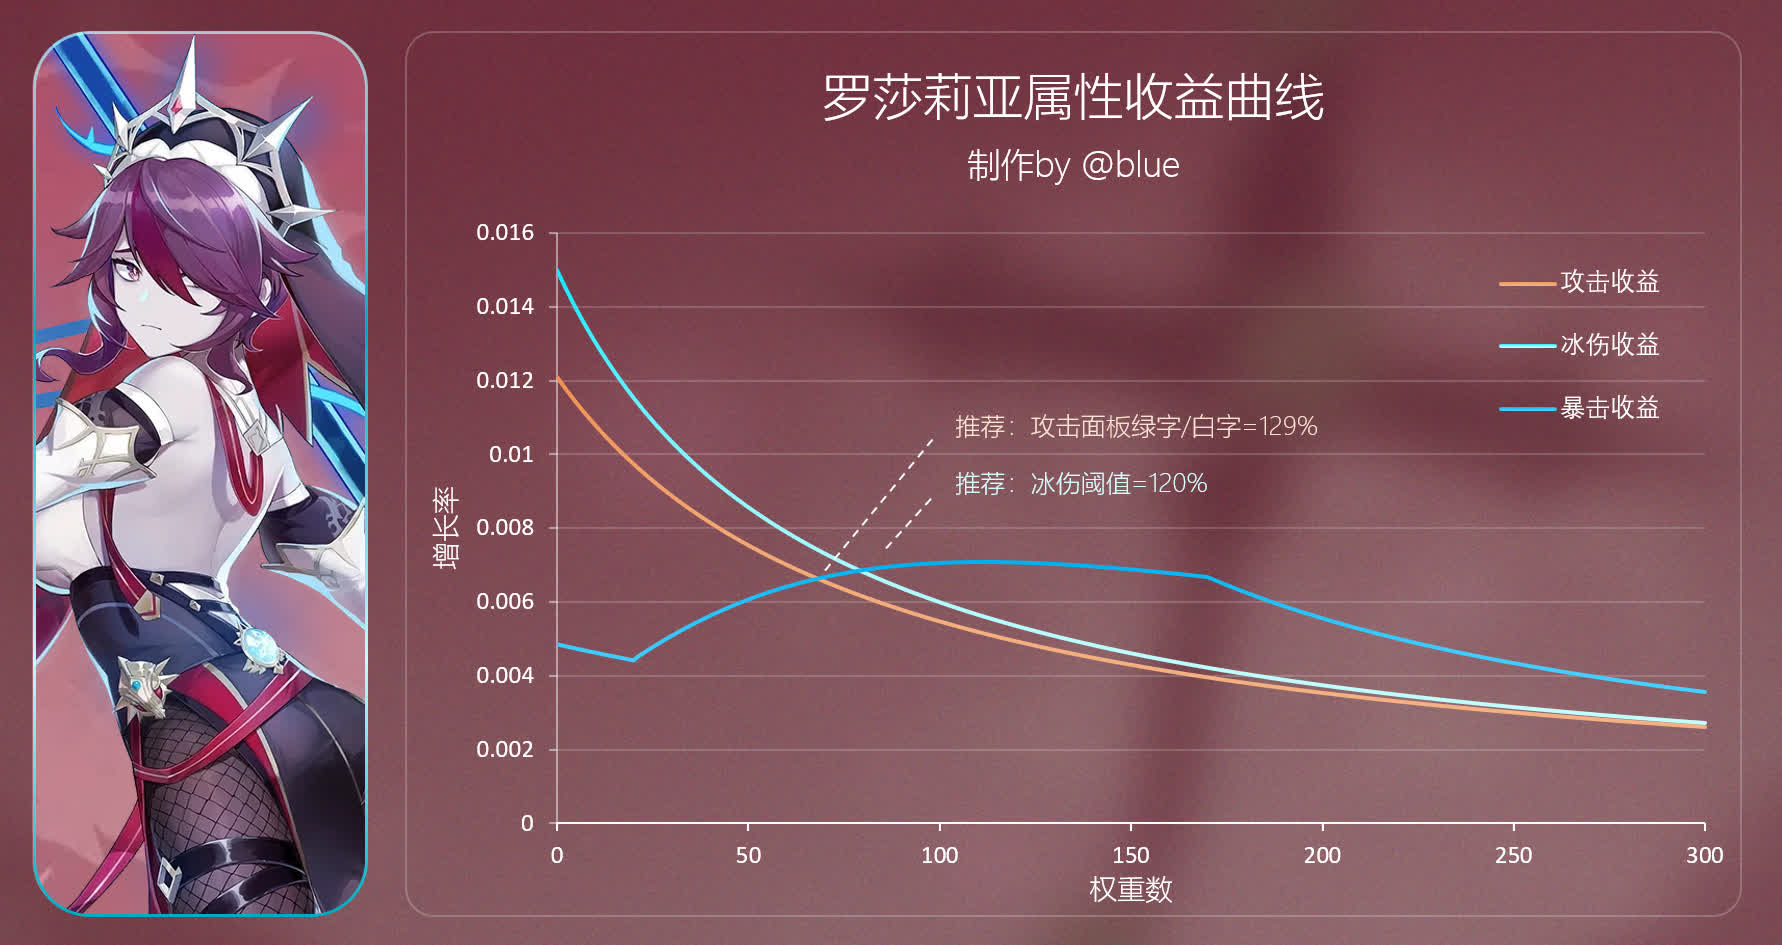 罗莎莉亚属性收益曲线
制作by @blue
0.016
0.014
0.012
0.01
0.008
0.006
0.004
0.002
0
增长率
攻击收益
冰伤收益
暴击收益
推荐：攻击面板绿字/白字=129%
推荐：冰伤阈值=120%
0 50 100 150 200 250 300
权重数